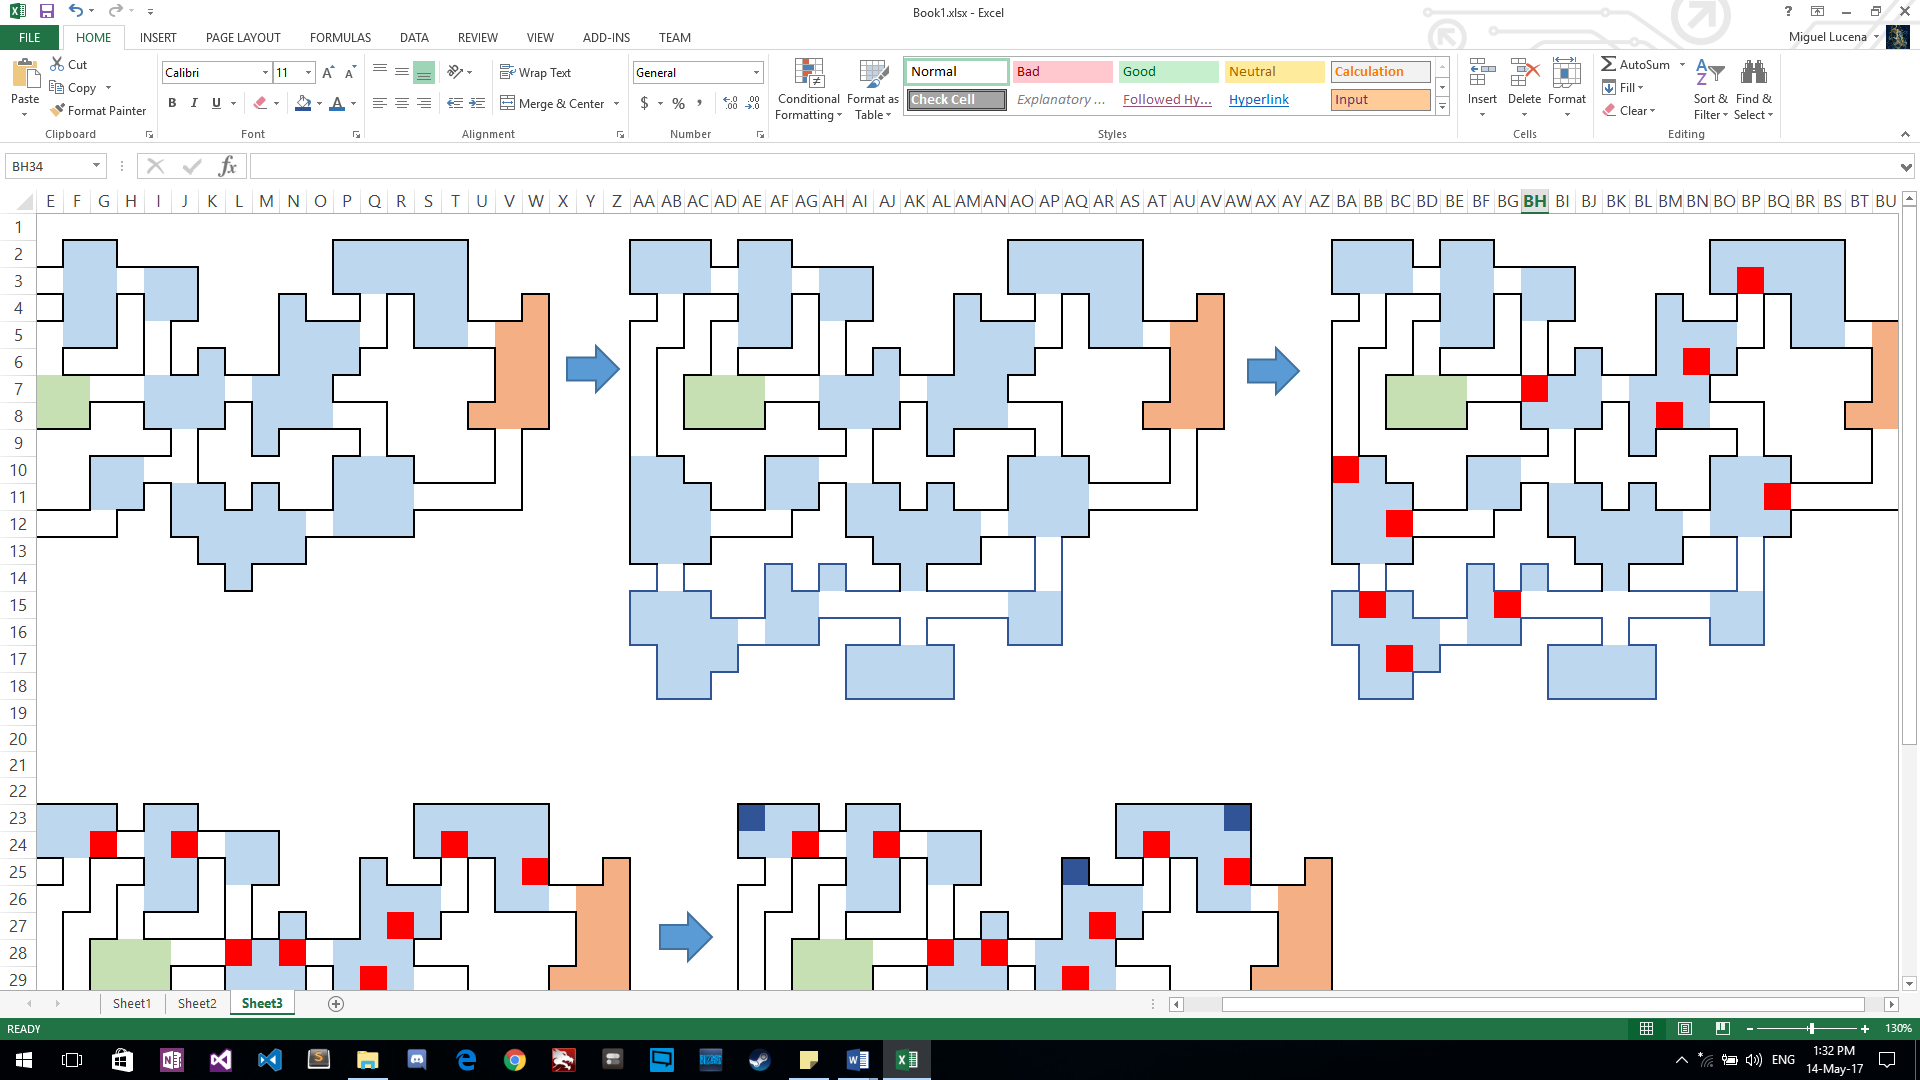 Book1.xlsx - Excel
?
FILE HOME INSERT PAGE LAYOUT FORMULAS DATA REVIEW VIEW ADD-INS TEAM
Miguel Lucena
Paste
Cut
Copy
Format Painter
Clipboard
Calibri 11
B I U
Font
Wrap Text
Merge & Center
Alignment
General
$ % ,
Number
Conditional Formatting
Format as Table
Normal Bad Good Neutral Calculation
Check Cell Explanatory ... Followed Hy... Hyperlink Input
Styles
Insert Delete Format
Cells
AutoSum
Fill
Clear
Sort & Filter
Find & Select
Editing
BH34
fx
E F G H I J K L M N O P Q R S T U V W X Y Z AA AB AC AD AE AF AG AH AI AJ AK AL AM AN AO AP AQ AR AS AT AU AV AW AX AY AZ BA BB BC BD BE BF BG BH BI BJ BK BL BM BN BO BP BQ BR BS BT BU
1
2
3
4
5
6
7
8
9
10
11
12
13
14
15
16
17
18
19
20
21
22
23
24
25
26
27
28
29
Sheet1 Sheet2 Sheet3
READY
130%
ENG
1:32 PM
14-May-17